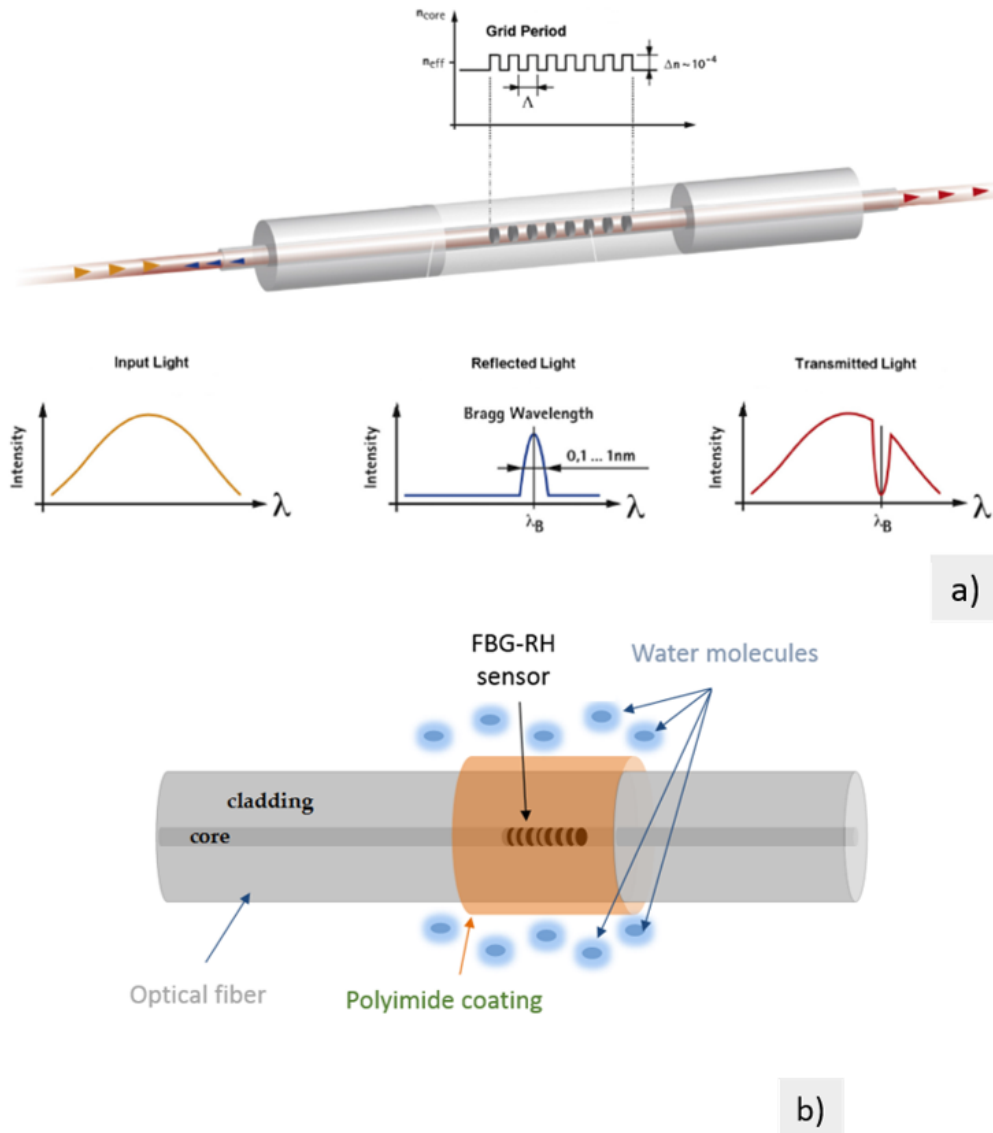 n_core
Grid Period
n_eff
Δn ~ 10⁻⁴
Λ
Input Light
Reflected Light
Transmitted Light
Intensity
λ
Bragg Wavelength
Intensity
0,1 ... 1nm
λ
λ_B
Intensity
λ
λ_B
a)
FBG-RH
sensor
Water molecules
cladding
core
Optical fiber
Polyimide coating
b)